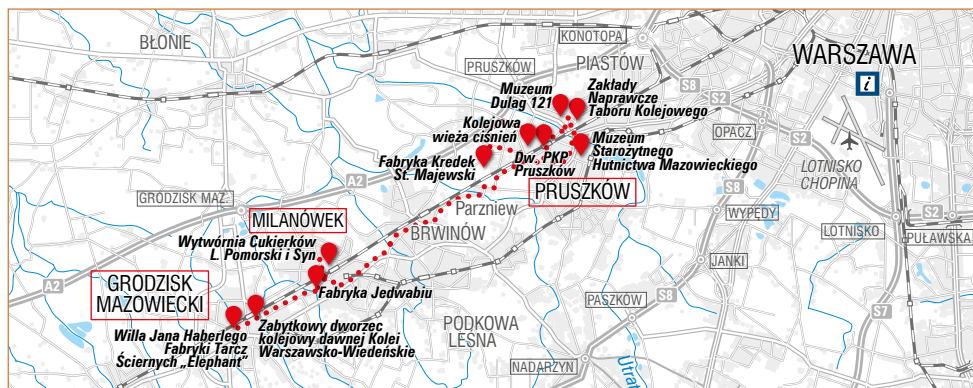 BŁONIE
KONOTOPA
PIASTÓW
PRUSZKÓW
WARSZAWA
i
S8
S2
Muzeum
Dulag 121
Zakłady
Naprawcze
Taboru Kolejowego
Kolejowa
wieża ciśnień
OPACZ
S2
Fabryka Kredek
St. Majewski
Dw. PKP
Pruszków
Muzeum
Starożytnego
Hutnictwa Mazowieckiego
LOTNISKO
CHOPINA
A2
PRUSZKÓW
GRODZISK MAZ.
MILANÓWEK
Parzniew
WYPĘDY
S8
S2
BRWINÓW
LOTNISKO
PUŁAWSKA
Wytwórnia Cukierków
L. Pomorski i Syn
JANKI
GRODZISK
MAZOWIECKI
A2
Fabryka Jedwabiu
PASZKÓW
S8
S7
Willa Jana Haberlego
Fabryki Tarcz
Ściernych „Elephant”
Zabytkowy dworzec
kolejowy dawnej Kolei
Warszawsko-Wiedeńskie
PODKOWA
LEŚNA
NADARZYN
Utrat